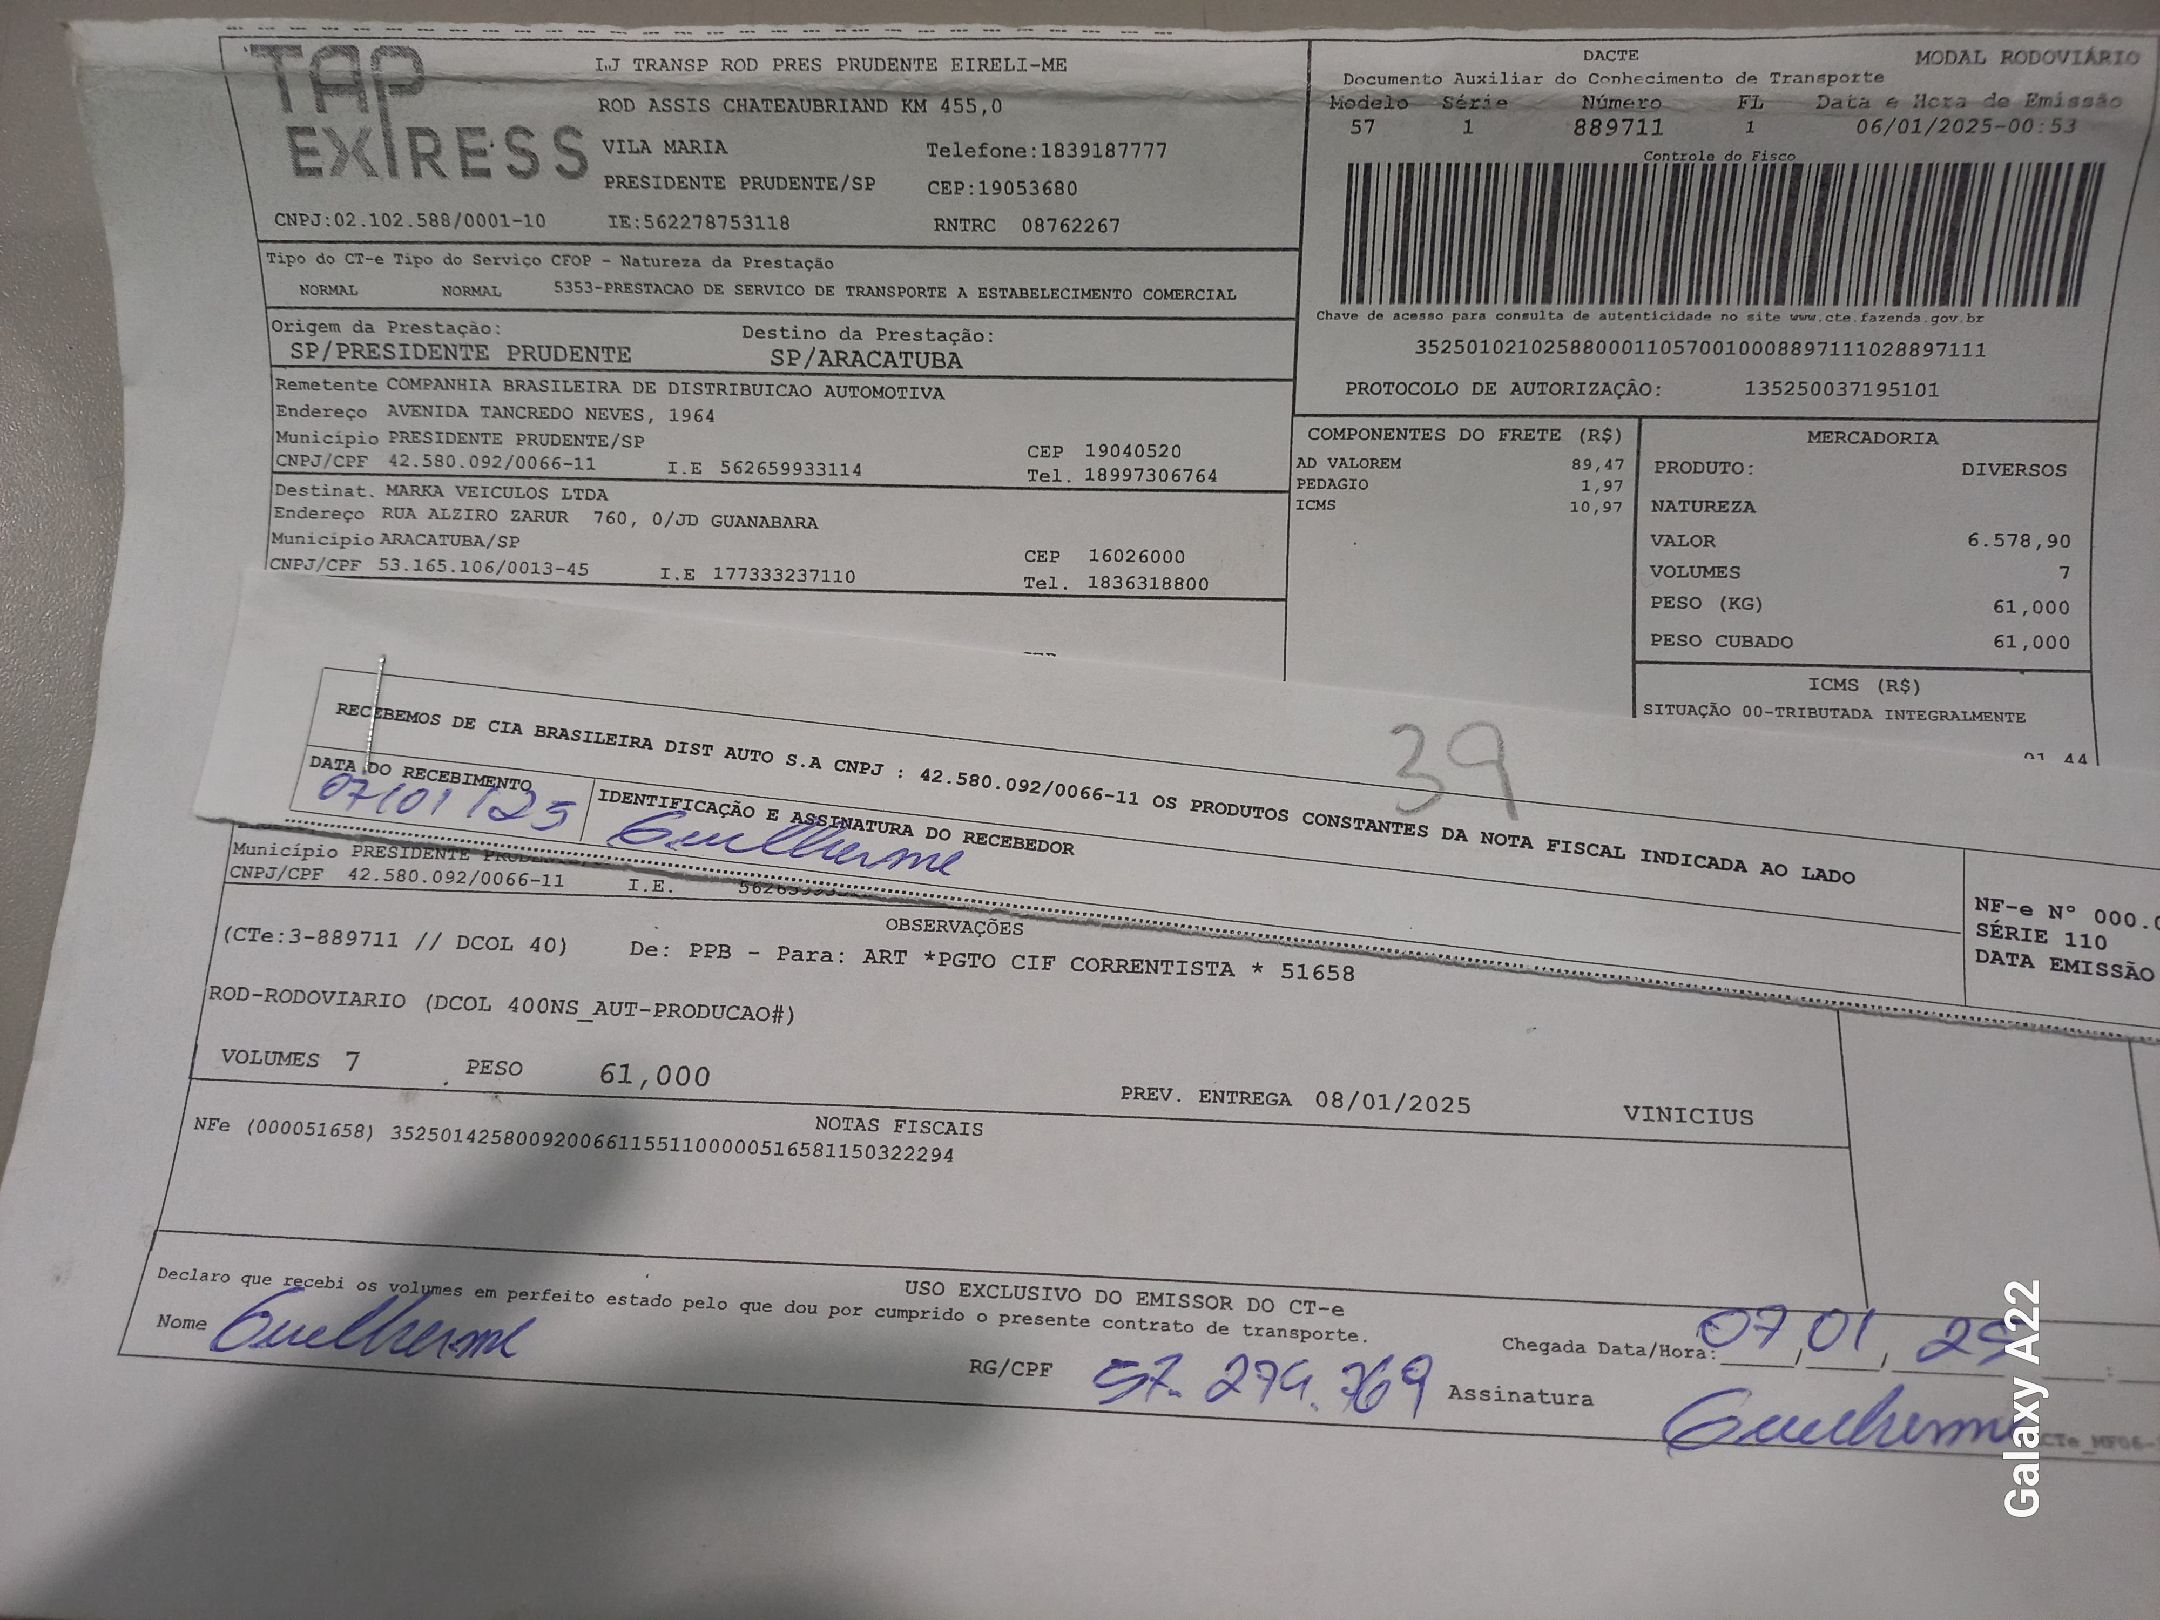 TAP EXPRESS
LJ TRANSP ROD PRES PRUDENTE EIRELI-ME
ROD ASSIS CHATEAUBRIAND KM 455,0
VILA MARIA Telefone:1839187777
PRESIDENTE PRUDENTE/SP CEP:19053680
CNPJ:02.102.588/0001-10 IE:562278753118 RNTRC 08762267
DACTE MODAL RODOVIÁRIO
Documento Auxiliar do Conhecimento de Transporte
Modelo Série Número FL Data e Hora de Emissão
57 1 889711 1 06/01/2025-00:53
Controle do Fisco
Chave de acesso para consulta de autenticidade no site www.cte.fazenda.gov.br
35250102102588000110570010008897111028897111
PROTOCOLO DE AUTORIZAÇÃO: 135250037195101
Tipo do CT-e Tipo do Serviço CFOP - Natureza da Prestação
NORMAL NORMAL 5353-PRESTACAO DE SERVICO DE TRANSPORTE A ESTABELECIMENTO COMERCIAL
Origem da Prestação: Destino da Prestação:
SP/PRESIDENTE PRUDENTE SP/ARACATUBA
Remetente COMPANHIA BRASILEIRA DE DISTRIBUICAO AUTOMOTIVA
Endereço AVENIDA TANCREDO NEVES, 1964
Município PRESIDENTE PRUDENTE/SP CEP 19040520
CNPJ/CPF 42.580.092/0066-11 I.E 562659933114 Tel. 18997306764
Destinat. MARKA VEICULOS LTDA
Endereço RUA ALZIRO ZARUR 760, 0/JD GUANABARA
Município ARACATUBA/SP CEP 16026000
CNPJ/CPF 53.165.106/0013-45 I.E 177333237110 Tel. 1836318800
COMPONENTES DO FRETE (R$)
AD VALOREM 89,47
PEDAGIO 1,97
ICMS 10,97
MERCADORIA
PRODUTO: DIVERSOS
NATUREZA
VALOR 6.578,90
VOLUMES 7
PESO (KG) 61,000
PESO CUBADO 61,000
ICMS (R$)
SITUAÇÃO 00-TRIBUTADA INTEGRALMENTE
39
RECEBEMOS DE CIA BRASILEIRA DIST AUTO S.A CNPJ : 42.580.092/0066-11 OS PRODUTOS CONSTANTES DA NOTA FISCAL INDICADA AO LADO
DATA DO RECEBIMENTO IDENTIFICAÇÃO E ASSINATURA DO RECEBEDOR
07/01/25 Guilherme
NF-e Nº 000.0
SÉRIE 110
DATA EMISSÃO
Município PRESIDENTE
CNPJ/CPF 42.580.092/0066-11 I.E.
OBSERVAÇÕES
(CTe:3-889711 // DCOL 40) De: PPB - Para: ART *PGTO CIF CORRENTISTA * 51658
ROD-RODOVIARIO (DCOL 400NS_AUT-PRODUCAO#)
VOLUMES 7 PESO 61,000 PREV. ENTREGA 08/01/2025 VINICIUS
NOTAS FISCAIS
NFe (000051658) 35250142580092006611551100000516581150322294
USO EXCLUSIVO DO EMISSOR DO CT-e
Declaro que recebi os volumes em perfeito estado pelo que dou por cumprido o presente contrato de transporte.
Nome Guilherme RG/CPF 57.274.769 Chegada Data/Hora: 07/01/25
Assinatura Guilherme
Galaxy A22